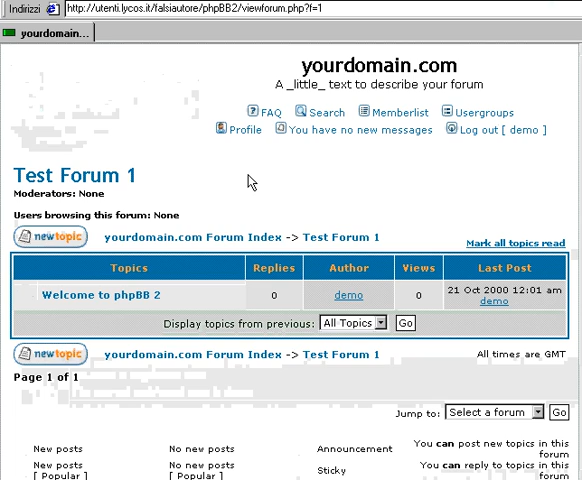 Indirizzi http://utenti.lycos.it/falsiautore/phpBB2/viewforum.php?f=1
yourdomain...
yourdomain.com
A _little_ text to describe your forum
FAQ Search Memberlist Usergroups
Profile You have no new messages Log out [ demo ]
Test Forum 1
Moderators: None
Users browsing this forum: None
newtopic yourdomain.com Forum Index -> Test Forum 1 Mark all topics read
Topics Replies Author Views Last Post
Welcome to phpBB 2 0 demo 0 21 Oct 2000 12:01 am
demo
Display topics from previous: All Topics Go
newtopic yourdomain.com Forum Index -> Test Forum 1 All times are GMT
Page 1 of 1
Jump to: Select a forum Go
New posts No new posts Announcement You can post new topics in this
forum
New posts No new posts Sticky You can reply to topics in this
[ Popular ] [ Popular ] forum